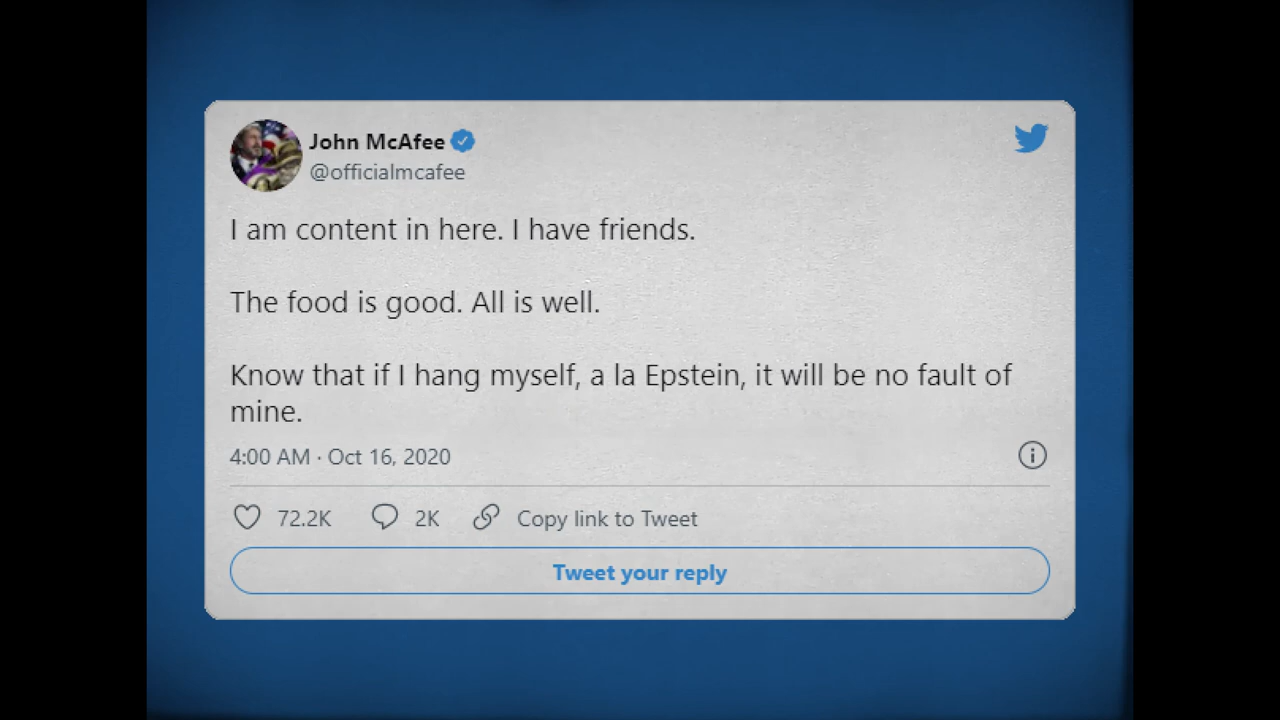 John McAfee
@officialmcafee
I am content in here. I have friends.
The food is good. All is well.
Know that if I hang myself, a la Epstein, it will be no fault of
mine.
4:00 AM · Oct 16, 2020
72.2K 2K Copy link to Tweet
Tweet your reply